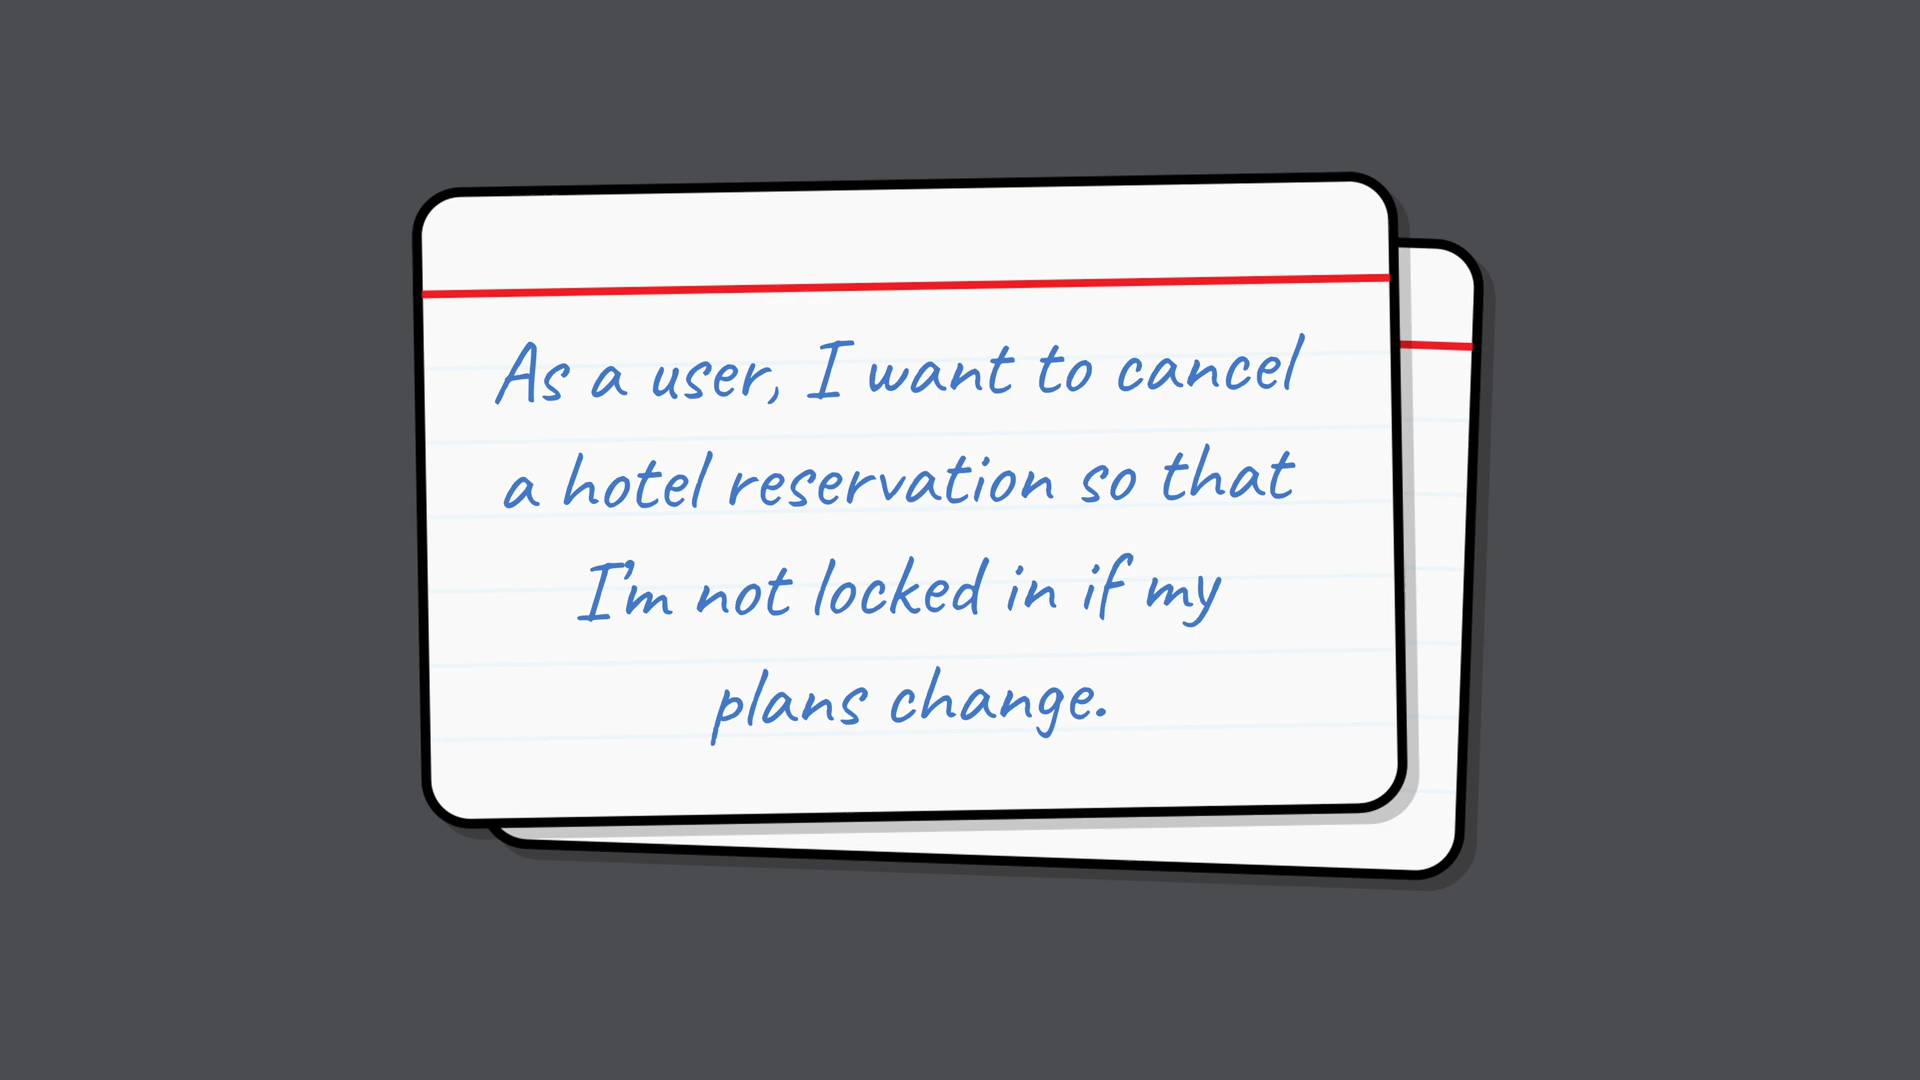 As a user, I want to cancel
a hotel reservation so that
I'm not locked in if my
plans change.